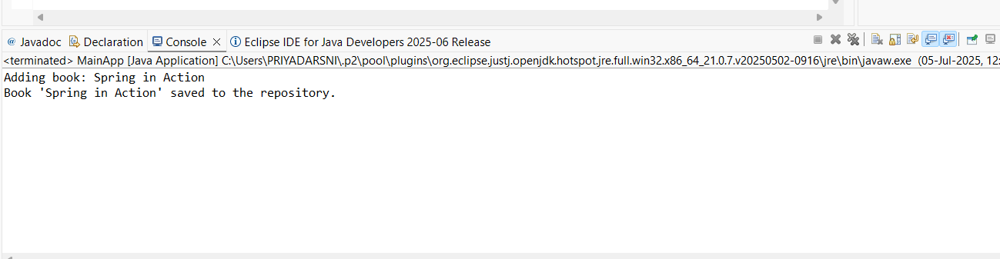 @ Javadoc Declaration Console Eclipse IDE for Java Developers 2025-06 Release
<terminated> MainApp [Java Application] C:\Users\PRIYADARSNI\.p2\pool\plugins\org.eclipse.justj.openjdk.hotspot.jre.full.win32.x86_64_21.0.7.v20250502-0916\jre\bin\javaw.exe (05-Jul-2025, 12:
Adding book: Spring in Action
Book 'Spring in Action' saved to the repository.